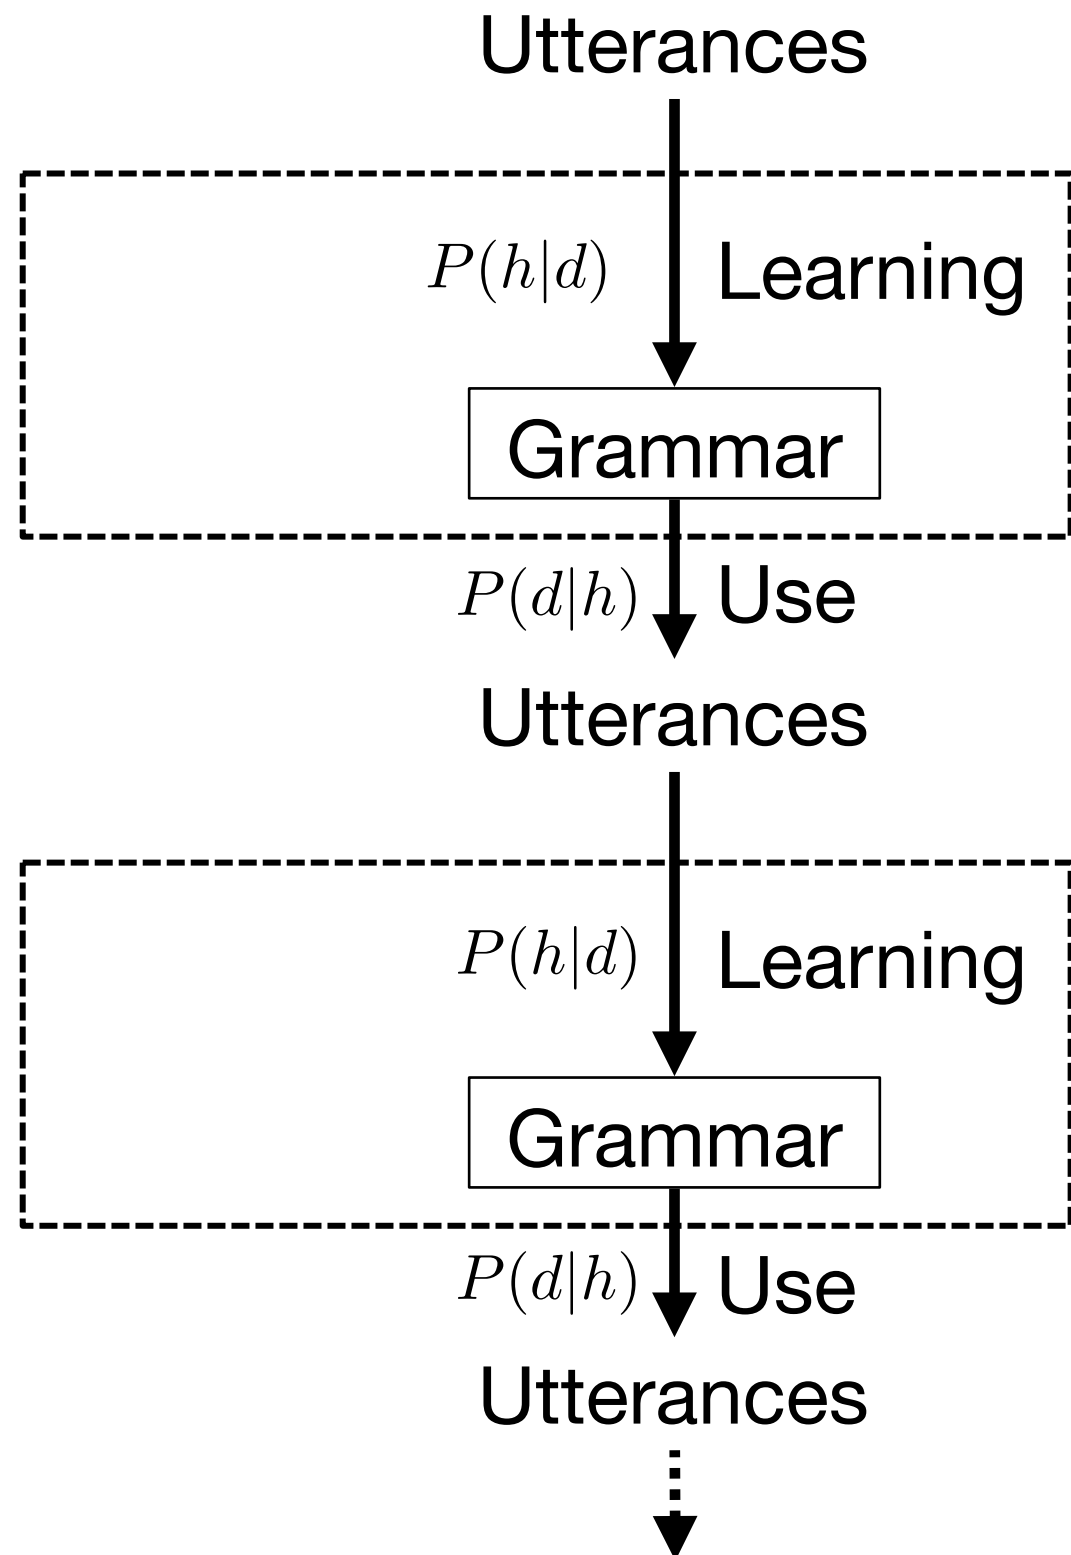 Utterances
P(h|d) Learning
Grammar
P(d|h) Use
Utterances
P(h|d) Learning
Grammar
P(d|h) Use
Utterances